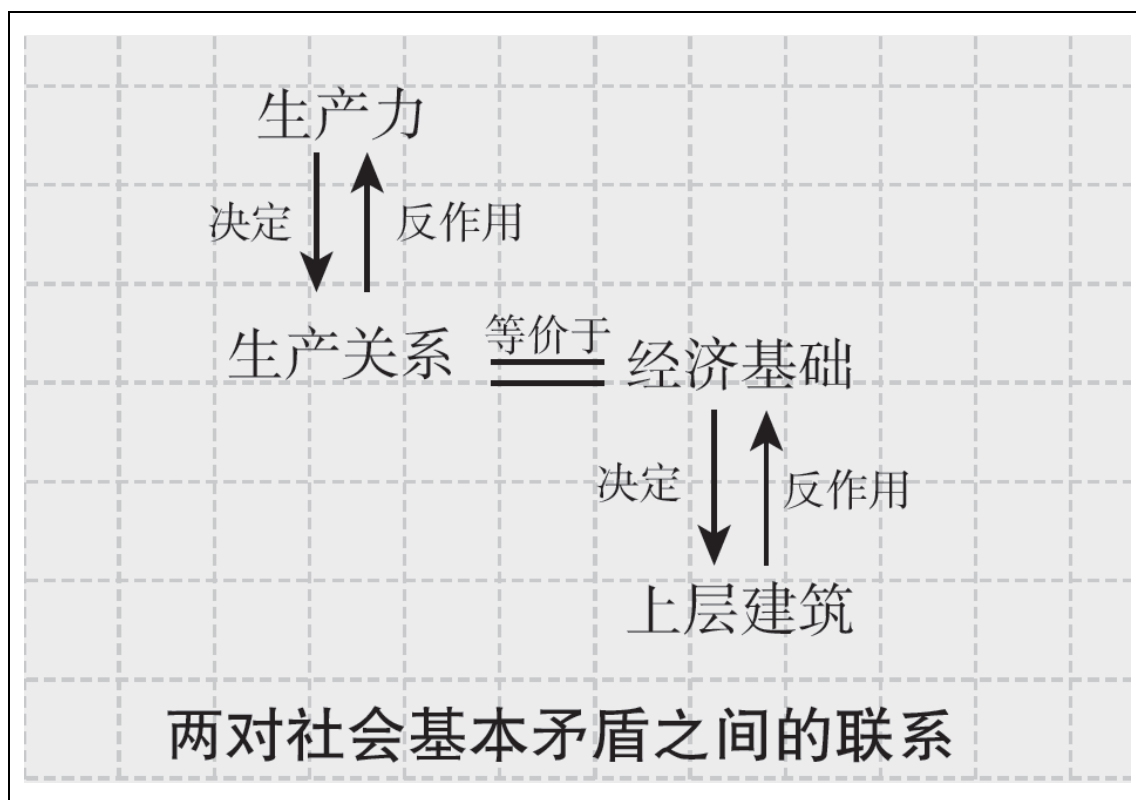 生产力
决定 反作用
生产关系 等价于 经济基础
决定 反作用
上层建筑
两对社会基本矛盾之间的联系